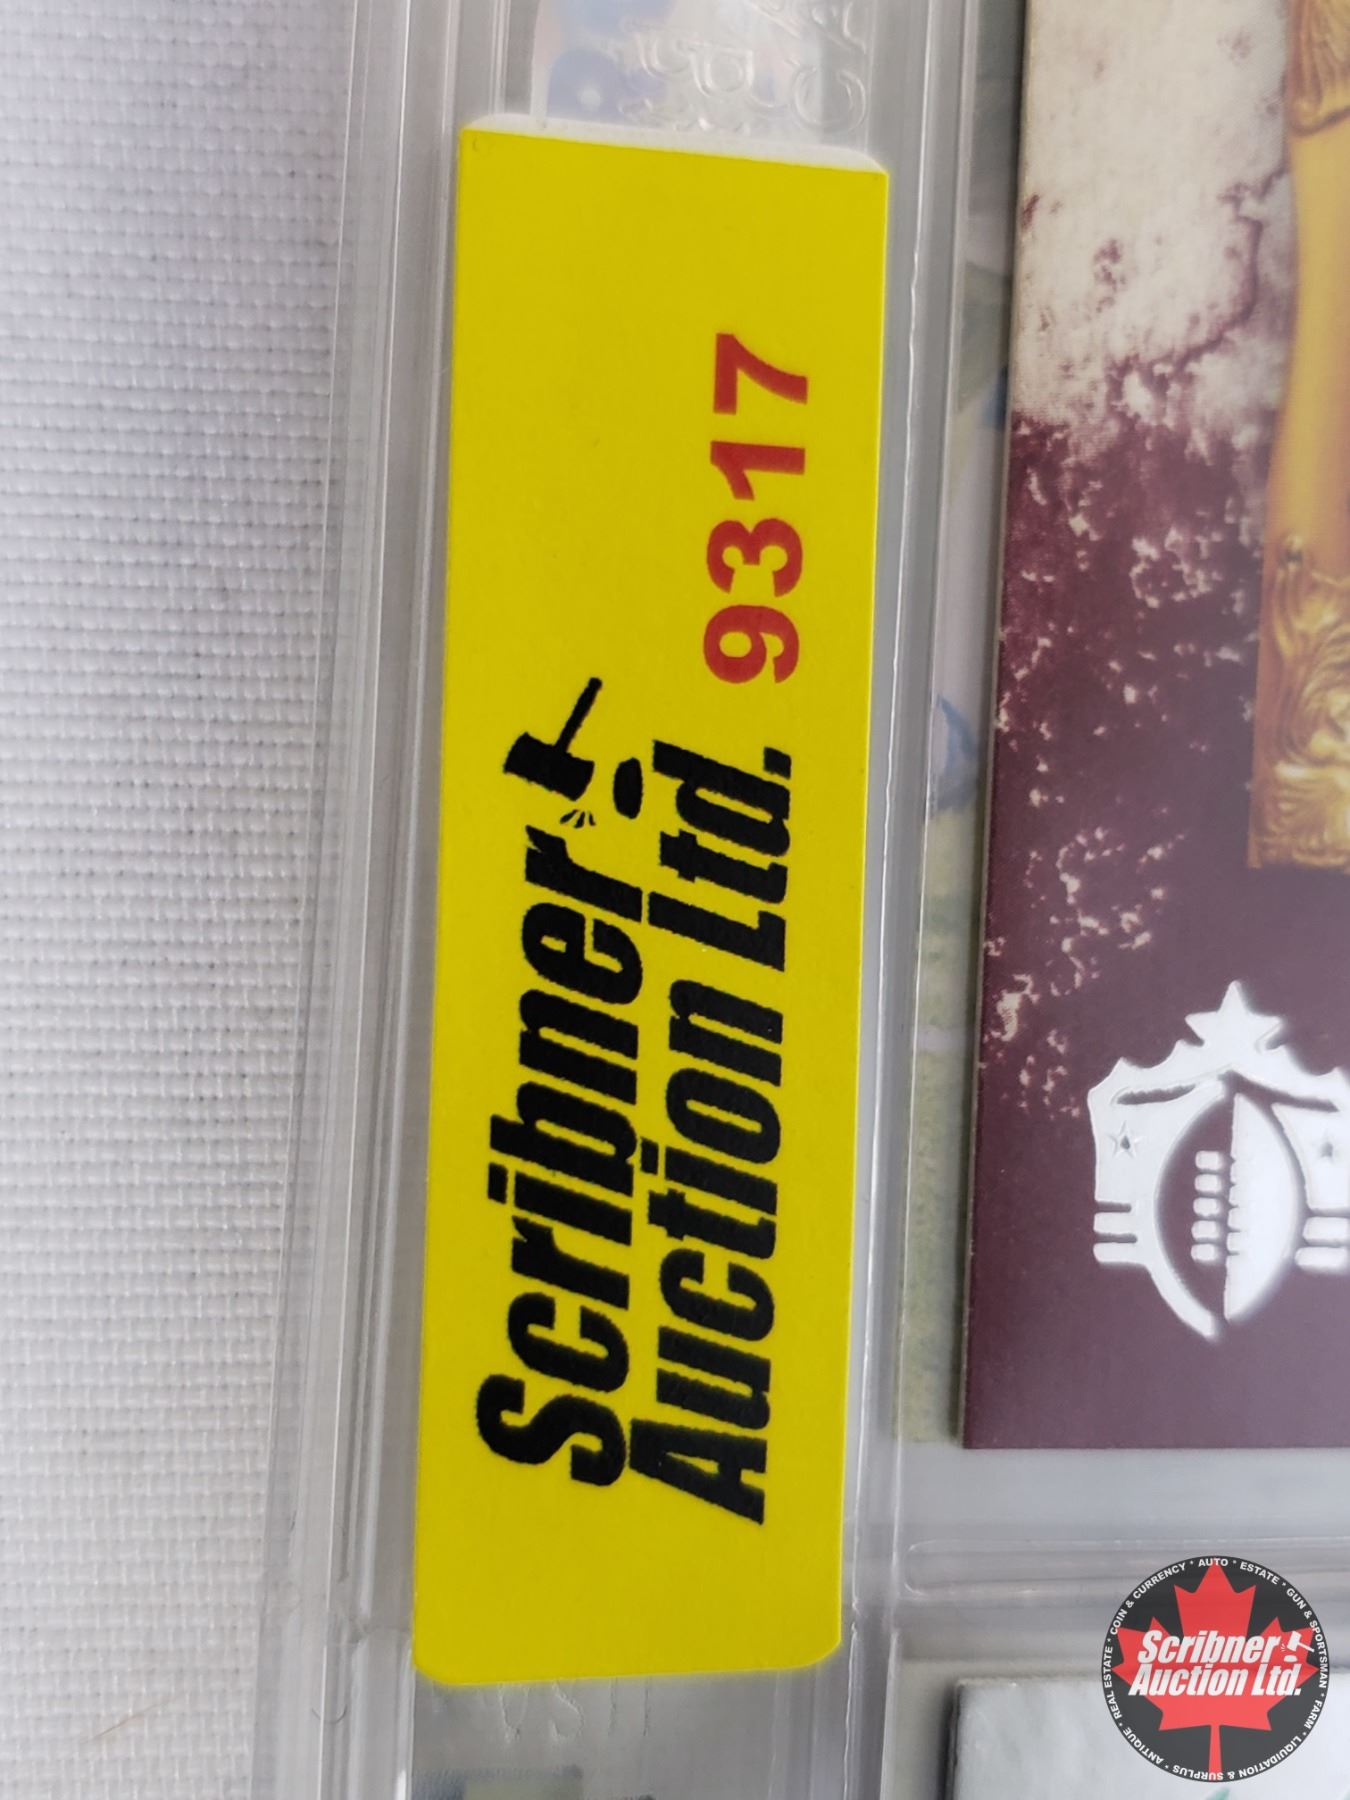 Scribner
Auction Ltd. 9317
REAL ESTATE * COIN & CURRENCY * AUTO * ESTATE * GUN & SPORTSMAN * FARM * LIQUIDATION & SURPLUS * ANTIQUE *
Scribner
Auction Ltd.